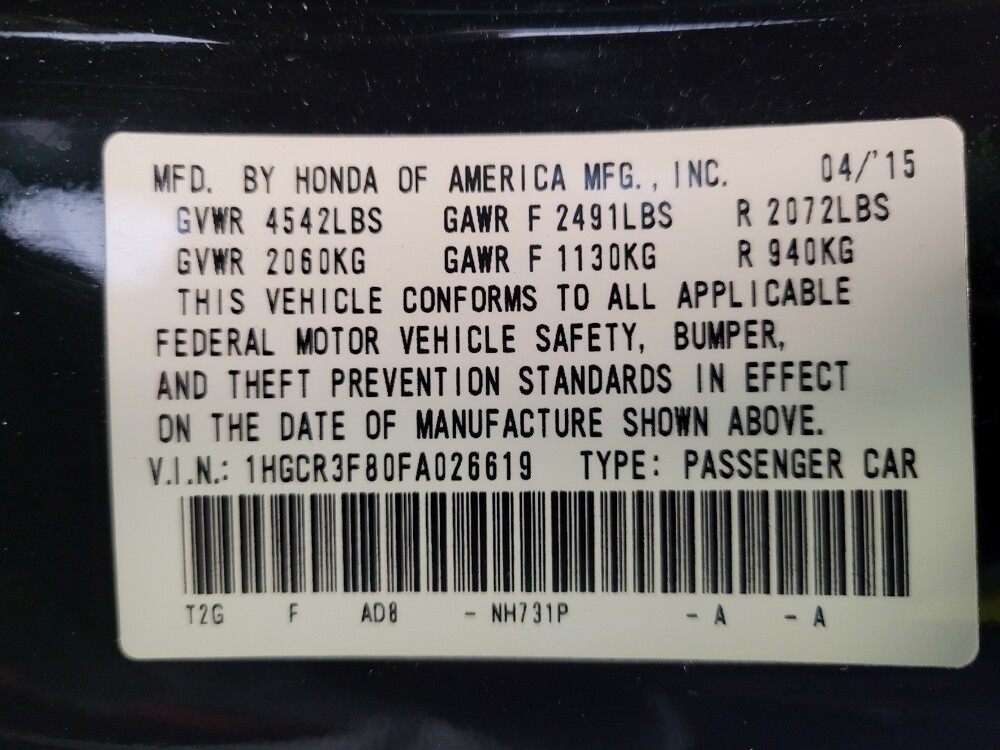 MFD. BY HONDA OF AMERICA MFG., INC. 04/'15
GVWR 4542LBS GAWR F 2491LBS R 2072LBS
GVWR 2060KG GAWR F 1130KG R 940KG
THIS VEHICLE CONFORMS TO ALL APPLICABLE
FEDERAL MOTOR VEHICLE SAFETY, BUMPER,
AND THEFT PREVENTION STANDARDS IN EFFECT
ON THE DATE OF MANUFACTURE SHOWN ABOVE.
V.I.N.: 1HGCR3F80FA026619 TYPE: PASSENGER CAR
T2G F AD8 - NH731P - A - A